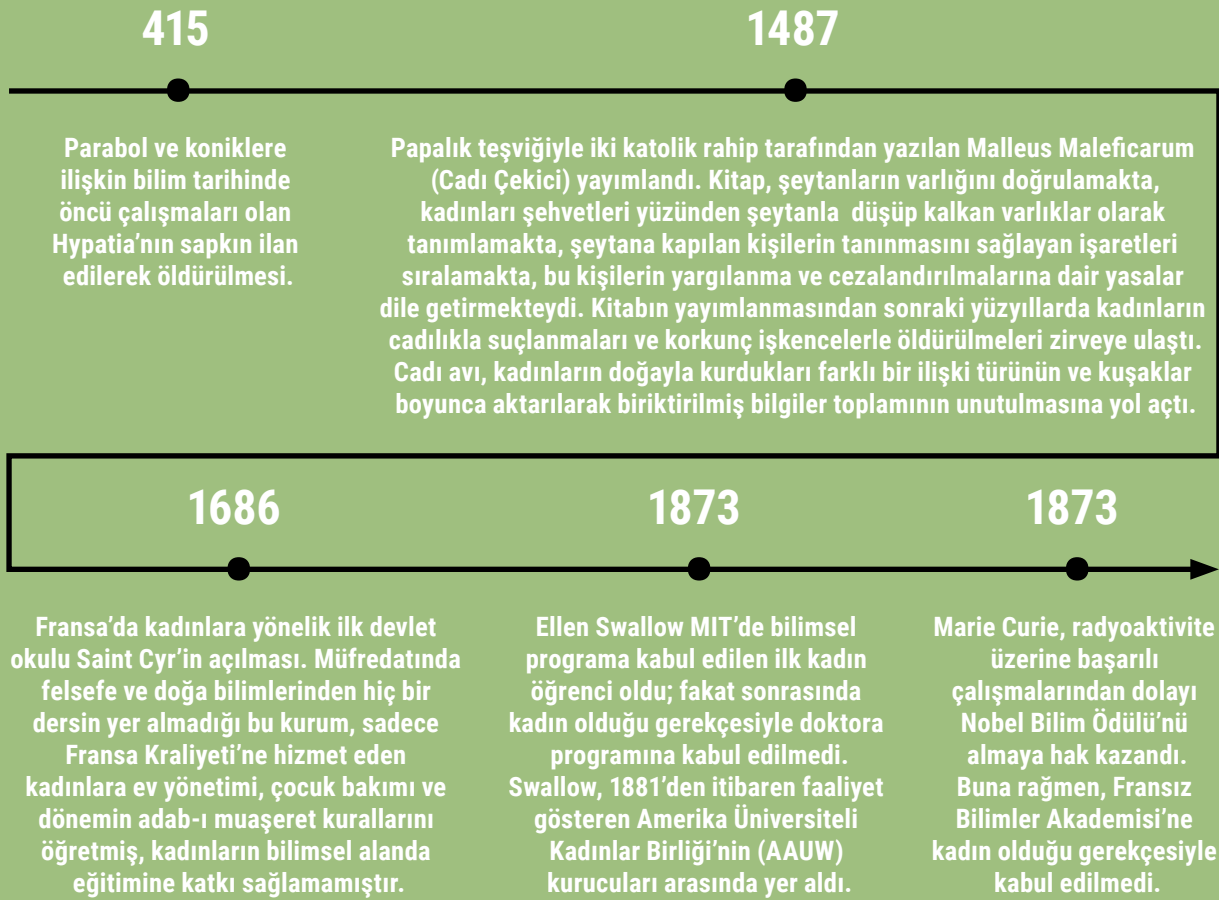 415
Parabol ve koniklere
ilişkin bilim tarihinde
öncü çalışmaları olan
Hypatia’nın sapkın ilan
edilerek öldürülmesi.
1487
Papalık teşviğiyle iki katolik rahip tarafından yazılan Malleus Maleficarum
(Cadı Çekici) yayımlandı. Kitap, şeytanların varlığını doğrulamakta,
kadınları şehvetleri yüzünden şeytanla düşüp kalkan varlıklar olarak
tanımlamakta, şeytana kapılan kişilerin tanınmasını sağlayan işaretleri
sıralamakta, bu kişilerin yargılanma ve cezalandırılmalarına dair yasalar
dile getirmekteydi. Kitabın yayımlanmasından sonraki yüzyıllarda kadınların
cadılıkla suçlanmaları ve korkunç işkencelerle öldürülmeleri zirveye ulaştı.
Cadı avı, kadınların doğayla kurdukları farklı bir ilişki türünün ve kuşaklar
boyunca aktarılarak biriktirilmiş bilgiler toplamının unutulmasına yol açtı.
1686
Fransa’da kadınlara yönelik ilk devlet
okulu Saint Cyr’in açılması. Müfredatında
felsefe ve doğa bilimlerinden hiç bir
dersin yer almadığı bu kurum, sadece
Fransa Kraliyeti’ne hizmet eden
kadınlara ev yönetimi, çocuk bakımı ve
dönemin adab-ı muaşeret kurallarını
öğretmiş, kadınların bilimsel alanda
eğitimine katkı sağlamamıştır.
1873
Ellen Swallow MIT’de bilimsel
programa kabul edilen ilk kadın
öğrenci oldu; fakat sonrasında
kadın olduğu gerekçesiyle doktora
programına kabul edilmedi.
Swallow, 1881’den itibaren faaliyet
gösteren Amerika Üniversiteli
Kadınlar Birliği’nin (AAUW)
kurucuları arasında yer aldı.
1873
Marie Curie, radyoaktivite
üzerine başarılı
çalışmalarından dolayı
Nobel Bilim Ödülü’nü
almaya hak kazandı.
Buna rağmen, Fransız
Bilimler Akademisi’ne
kadın olduğu gerekçesiyle
kabul edilmedi.